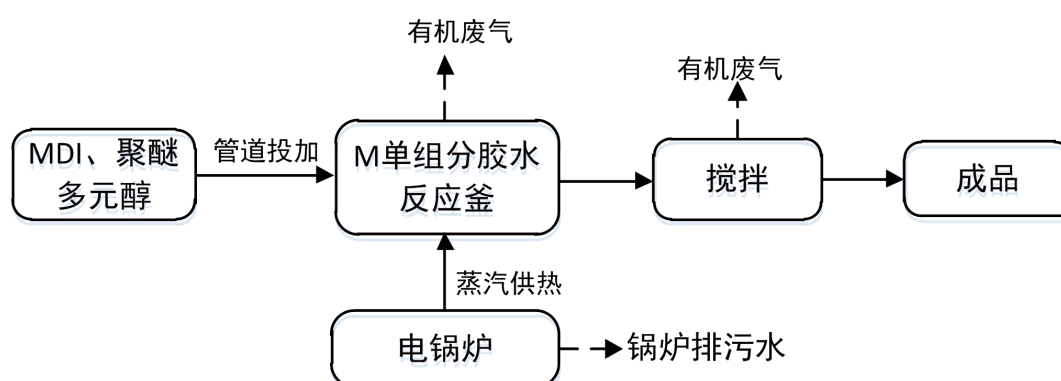 有机废气
有机废气
MDI、聚醚
多元醇
管道投加
M单组分胶水
反应釜
搅拌
成品
蒸汽供热
电锅炉
锅炉排污水